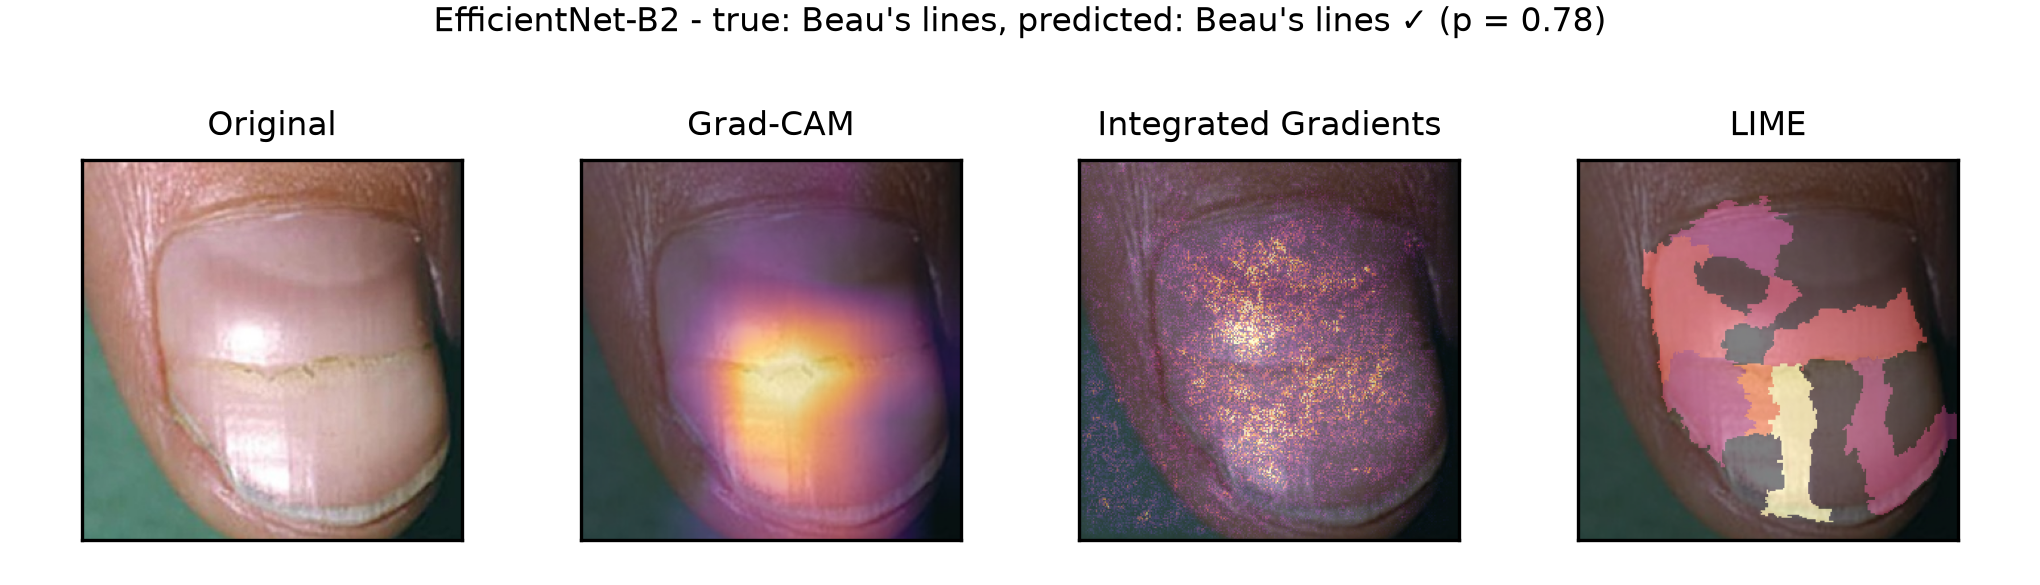 EfficientNet-B2 - true: Beau's lines, predicted: Beau's lines ✓ (p = 0.78)
Original
Grad-CAM
Integrated Gradients
LIME